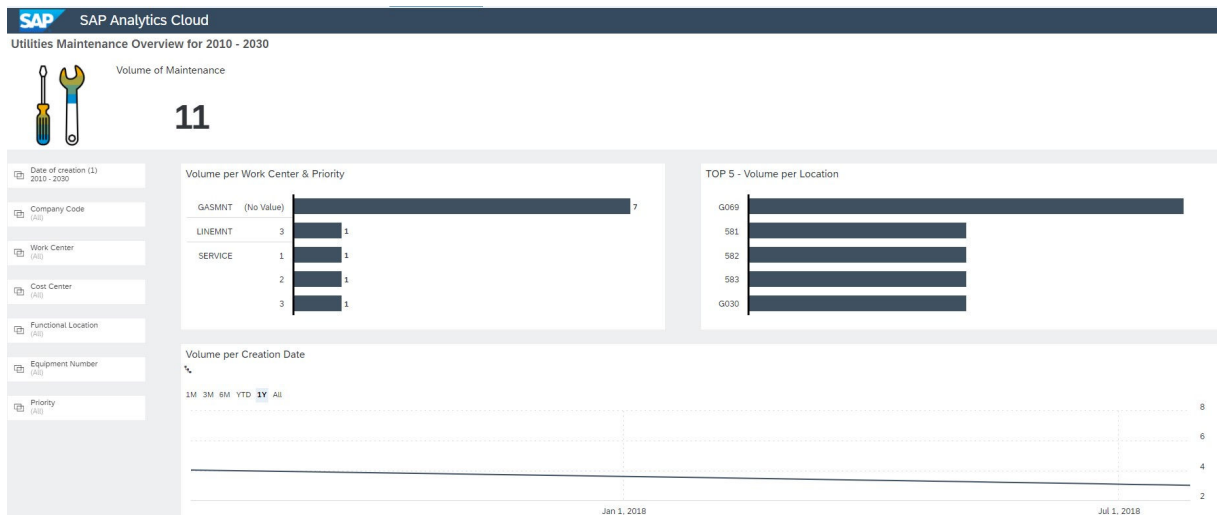 SAP SAP Analytics Cloud
Utilities Maintenance Overview for 2010 - 2030
Volume of Maintenance
11
Date of creation (1)
2010 - 2030
Company Code
(All)
Work Center
(All)
Cost Center
(All)
Functional Location
(All)
Equipment Number
(All)
Priority
(All)
Volume per Work Center & Priority
GASMNT (No Value) 7
LINEMNT 3 1
SERVICE 1 1
2 1
3 1
TOP 5 - Volume per Location
G069
581
582
583
G030
Volume per Creation Date
1M 3M 6M YTD 1Y All
8
6
4
2
Jan 1, 2018 Jul 1, 2018